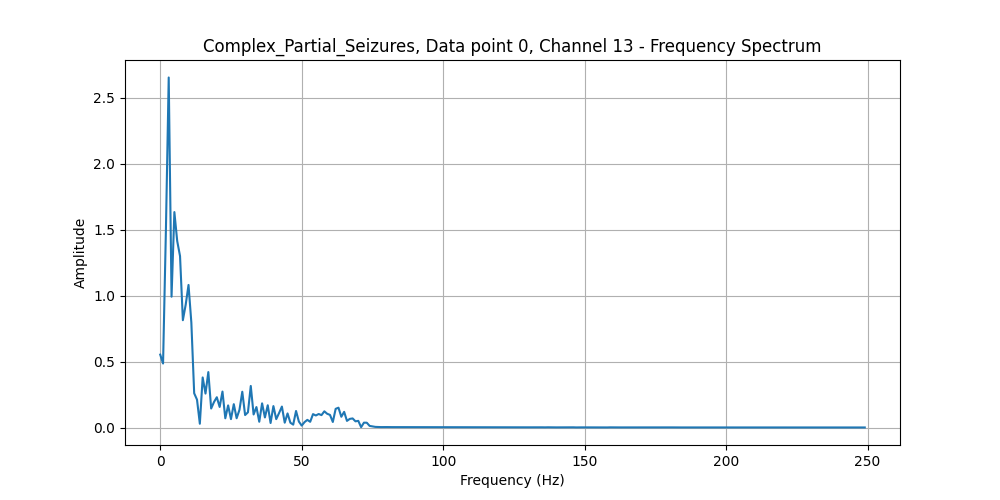 Complex_Partial_Seizures, Data point 0, Channel 13 - Frequency Spectrum
2.5
2.0
1.5
1.0
0.5
0.0
Amplitude
0 50 100 150 200 250
Frequency (Hz)